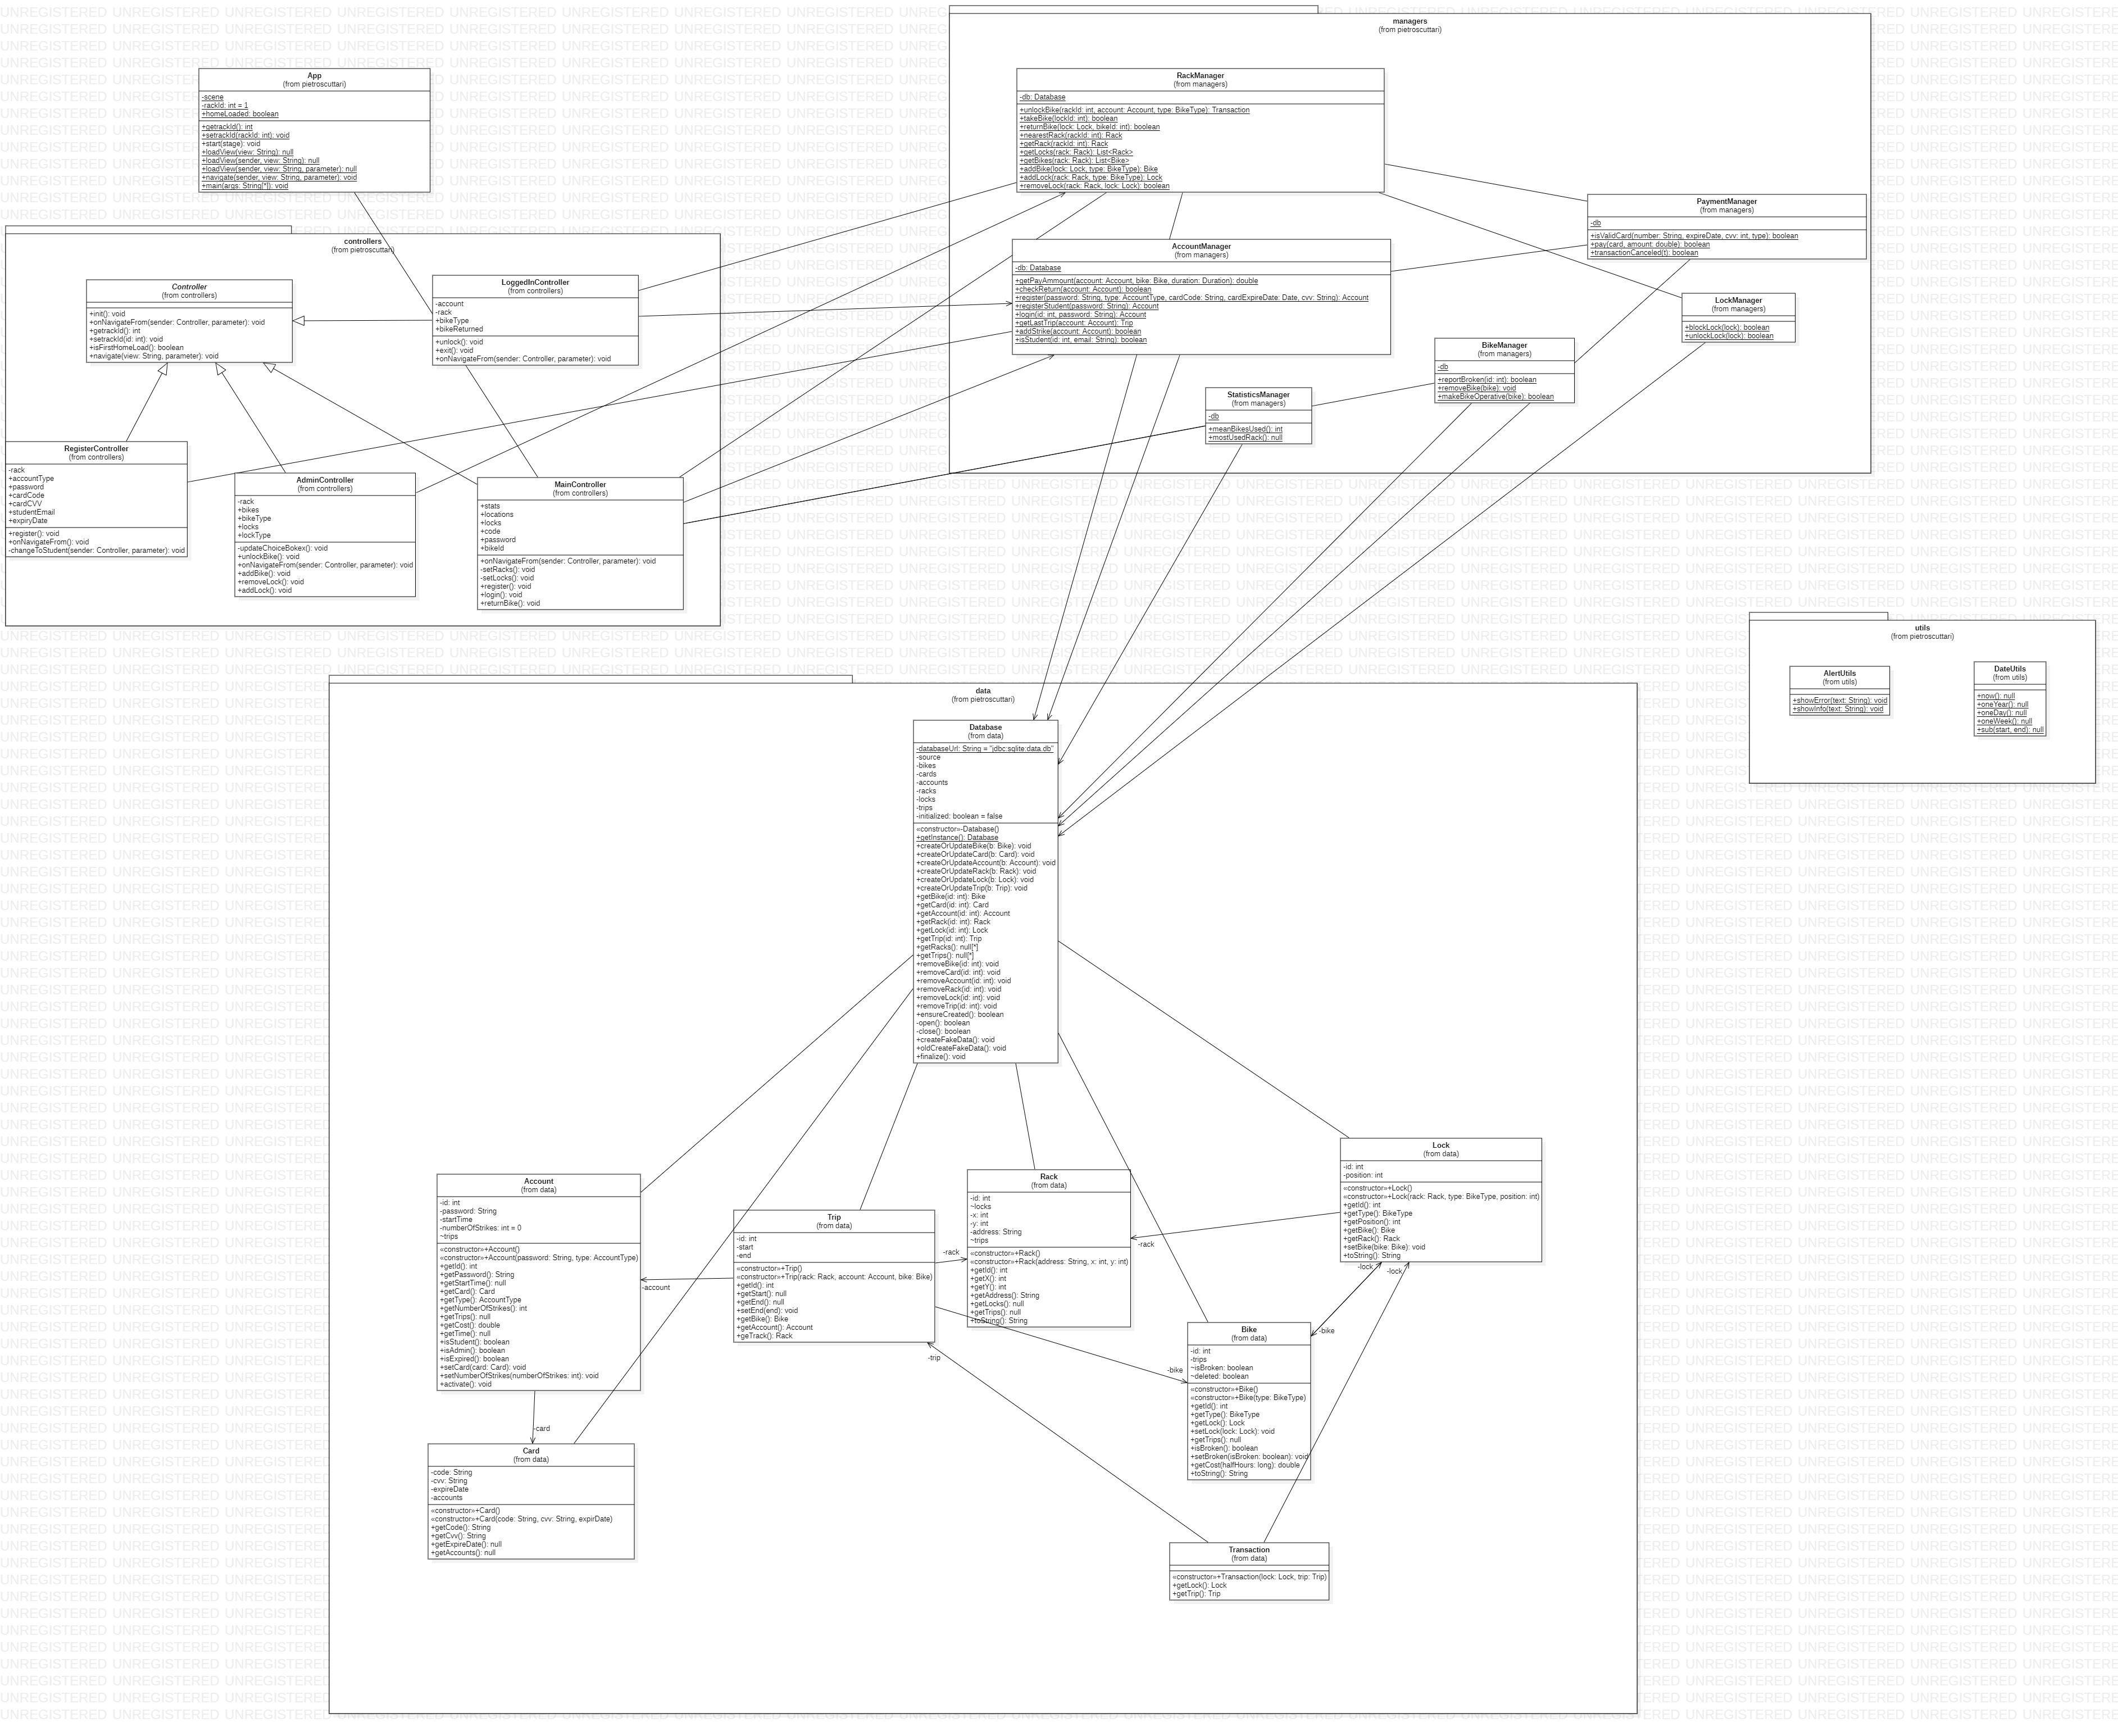 App
(from pietroscuttari)
-scene
-rackId: int = 1
+homeLoaded: boolean
+getrackId(): int
+setrackId(rackId: int): void
+start(stage): void
+loadView(view: String): null
+loadView(sender, view: String): null
+loadView(sender, view: String, parameter): null
+navigate(sender, view: String, parameter): void
+main(args: String[*]): void
controllers
(from pietroscuttari)
Controller
(from controllers)
+init(): void
+onNavigateFrom(sender: Controller, parameter): void
+getrackId(): int
+setrackId(id: int): void
+isFirstHomeLoad(): boolean
+navigate(view: String, parameter): void
LoggedInController
(from controllers)
-account
-rack
+bikeType
+bikeReturned
+unlock(): void
+exit(): void
+onNavigateFrom(sender: Controller, parameter): void
RegisterController
(from controllers)
-rack
+accountType
+password
+cardCode
+cardCVV
+studentEmail
+expiryDate
+register(): void
+onNavigateFrom(): void
-changeToStudent(sender: Controller, parameter): void
AdminController
(from controllers)
-rack
+bikes
+bikeType
+locks
+lockType
-updateChoiceBokex(): void
+unlockBike(): void
+onNavigateFrom(sender: Controller, parameter): void
+addBike(): void
+removeLock(): void
+addLock(): void
MainController
(from controllers)
+stats
+locations
+locks
+code
+password
+bikeId
+onNavigateFrom(sender: Controller, parameter): void
-setRacks(): void
-setLocks(): void
+register(): void
+login(): void
+returnBike(): void
managers
(from pietroscuttari)
RackManager
(from managers)
-db: Database
+unlockBike(rackId: int, account: Account, type: BikeType): Transaction
+takeBike(lockId: int): boolean
+returnBike(lock: Lock, bikeId: int): boolean
+nearestRack(rackId: int): Rack
+getRack(rackId: int): Rack
+getLocks(rack: Rack): List<Rack>
+getBikes(rack: Rack): List<Bike>
+addBike(lock: Lock, type: BikeType): Bike
+addLock(rack: Rack, type: BikeType): Lock
+removeLock(rack: Rack, lock: Lock): boolean
PaymentManager
(from managers)
-db
+isValidCard(number: String, expireDate, cvv: int, type): boolean
+pay(card, amount: double): boolean
+transactionCanceled(t): boolean
AccountManager
(from managers)
-db: Database
+getPayAmmount(account: Account, bike: Bike, duration: Duration): double
+checkReturn(account: Account): boolean
+register(password: String, type: AccountType, cardCode: String, cardExpireDate: Date, cvv: String): Account
+registerStudent(password: String): Account
+login(id: int, password: String): Account
+getLastTrip(account: Account): Trip
+addStrike(account: Account): boolean
+isStudent(id: int, email: String): boolean
LockManager
(from managers)
+blockLock(lock): boolean
+unlockLock(lock): boolean
BikeManager
(from managers)
-db
+reportBroken(id: int): boolean
+removeBike(bike): void
+makeBikeOperative(bike): boolean
StatisticsManager
(from managers)
-db
+meanBikesUsed(): int
+mostUsedRack(): null
utils
(from pietroscuttari)
AlertUtils
(from utils)
+showError(text: String): void
+showInfo(text: String): void
DateUtils
(from utils)
+now(): null
+oneYear(): null
+oneDay(): null
+oneWeek(): null
+sub(start, end): null
data
(from pietroscuttari)
Database
(from data)
-databaseUrl: String = "jdbc:sqlite:data.db"
-source
-bikes
-cards
-accounts
-racks
-locks
-trips
-initialized: boolean = false
«constructor»-Database()
+getInstance(): Database
+createOrUpdateBike(b: Bike): void
+createOrUpdateCard(b: Card): void
+createOrUpdateAccount(b: Account): void
+createOrUpdateRack(b: Rack): void
+createOrUpdateLock(b: Lock): void
+createOrUpdateTrip(b: Trip): void
+getBike(id: int): Bike
+getCard(id: int): Card
+getAccount(id: int): Account
+getRack(id: int): Rack
+getLock(id: int): Lock
+getTrip(id: int): Trip
+getRacks(): null[*]
+getTrips(): null[*]
+removeBike(id: int): void
+removeCard(id: int): void
+removeAccount(id: int): void
+removeRack(id: int): void
+removeLock(id: int): void
+removeTrip(id: int): void
+ensureCreated(): boolean
-open(): boolean
-close(): boolean
+createFakeData(): void
+oldCreateFakeData(): void
+finalize(): void
Account
(from data)
-id: int
-password: String
-startTime
-numberOfStrikes: int = 0
~trips
«constructor»+Account()
«constructor»+Account(password: String, type: AccountType)
+getId(): int
+getPassword(): String
+getStartTime(): null
+getCard(): Card
+getType(): AccountType
+getNumberOfStrikes(): int
+getTrips(): null
+getCost(): double
+getTime(): null
+isStudent(): boolean
+isAdmin(): boolean
+isExpired(): boolean
+setCard(card: Card): void
+setNumberOfStrikes(numberOfStrikes: int): void
+activate(): void
-account
-card
Card
(from data)
-code: String
-cvv: String
-expireDate
-accounts
«constructor»+Card()
«constructor»+Card(code: String, cvv: String, expirDate)
+getCode(): String
+getCvv(): String
+getExpireDate(): null
+getAccounts(): null
Trip
(from data)
-id: int
-start
-end
«constructor»+Trip()
«constructor»+Trip(rack: Rack, account: Account, bike: Bike)
+getId(): int
+getStart(): null
+getEnd(): null
+setEnd(end): void
+getBike(): Bike
+getAccount(): Account
+geTrack(): Rack
-rack
-trip
Rack
(from data)
-id: int
~locks
-x: int
-y: int
-address: String
~trips
«constructor»+Rack()
«constructor»+Rack(address: String, x: int, y: int)
+getId(): int
+getX(): int
+getY(): int
+getAddress(): String
+getLocks(): null
+getTrips(): null
+toString(): String
-rack
-bike
Lock
(from data)
-id: int
-position: int
«constructor»+Lock()
«constructor»+Lock(rack: Rack, type: BikeType, position: int)
+getId(): int
+getType(): BikeType
+getPosition(): int
+getBike(): Bike
+getRack(): Rack
+setBike(bike: Bike): void
+toString(): String
-lock
-lock
-bike
Bike
(from data)
-id: int
-trips
~isBroken: boolean
~deleted: boolean
«constructor»+Bike()
«constructor»+Bike(type: BikeType)
+getId(): int
+getType(): BikeType
+getLock(): Lock
+setLock(lock: Lock): void
+getTrips(): null
+isBroken(): boolean
+setBroken(isBroken: boolean): void
+getCost(halfHours: long): double
+toString(): String
Transaction
(from data)
«constructor»+Transaction(lock: Lock, trip: Trip)
+getLock(): Lock
+getTrip(): Trip